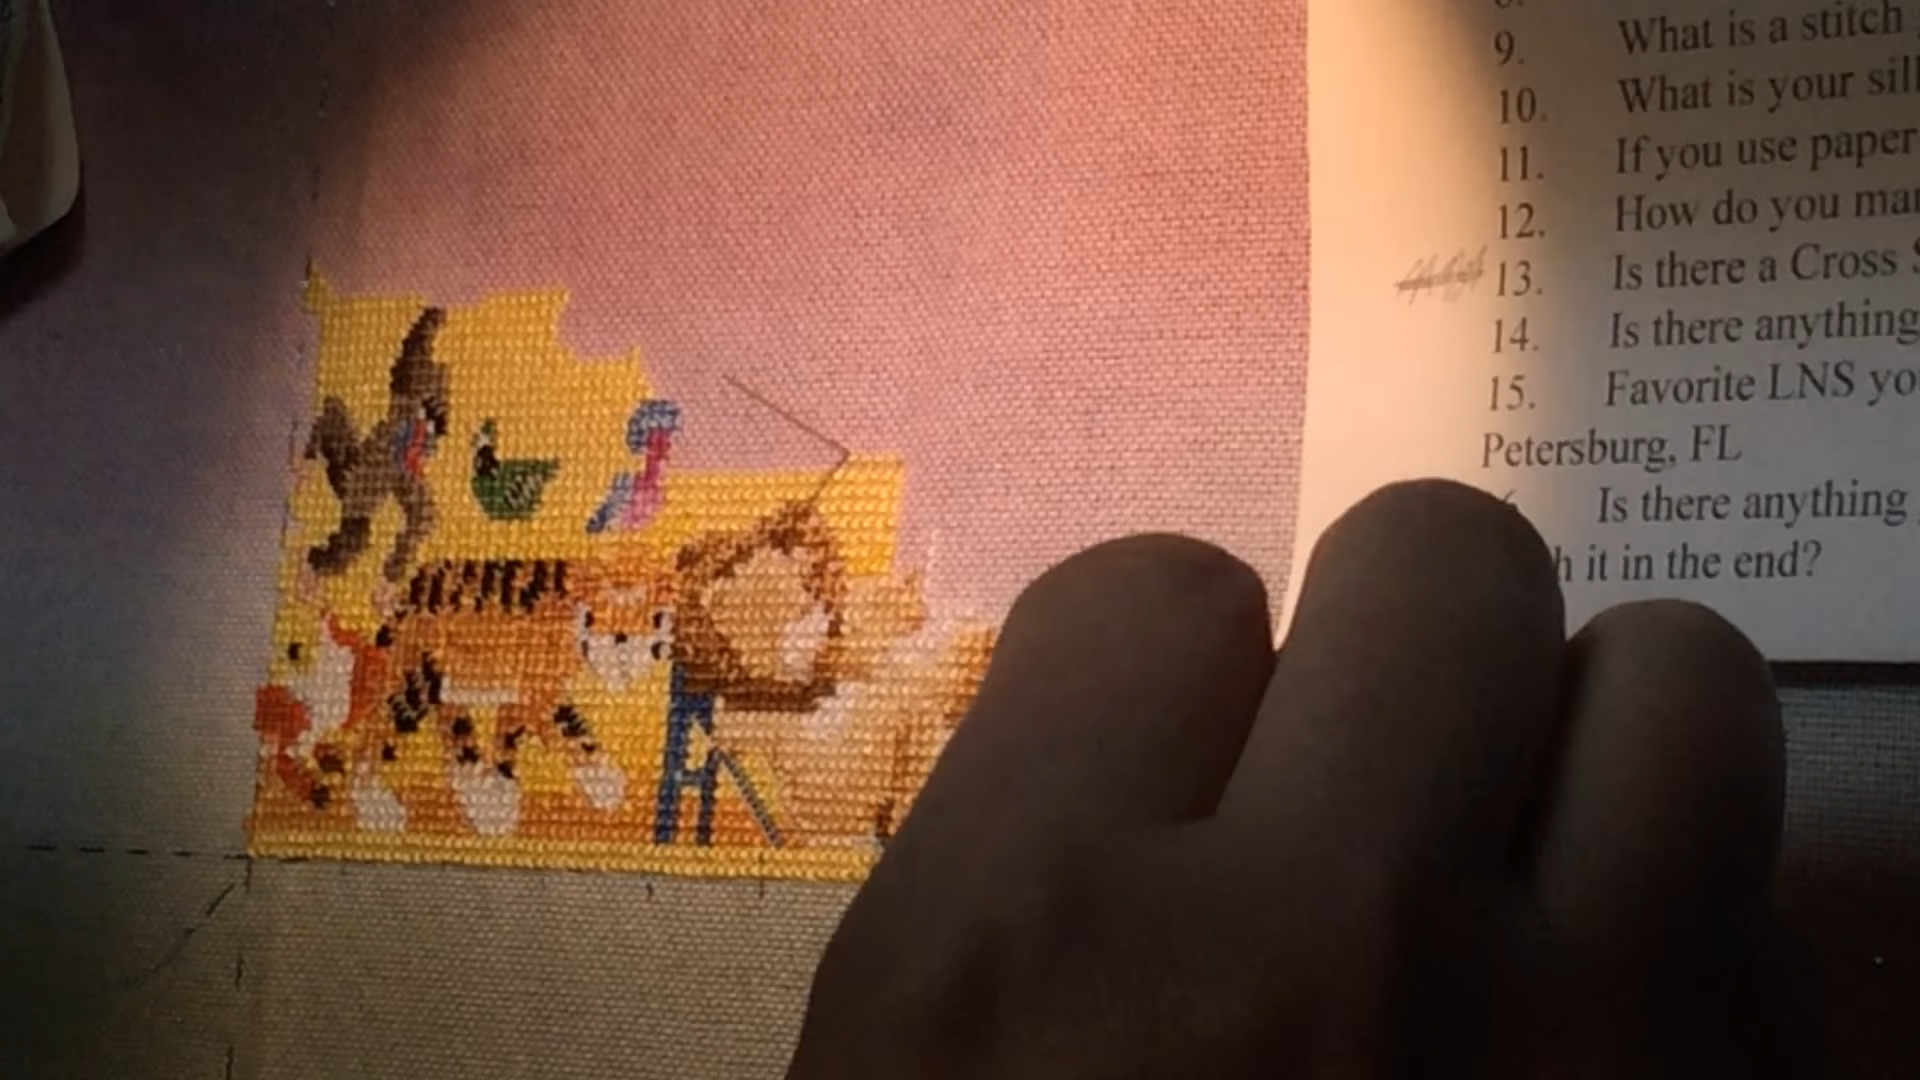 9. What is a stitch
10. What is your sill
11. If you use paper
12. How do you mar
13. Is there a Cross S
14. Is there anything
15. Favorite LNS yo
Petersburg, FL
Is there anything
h it in the end?